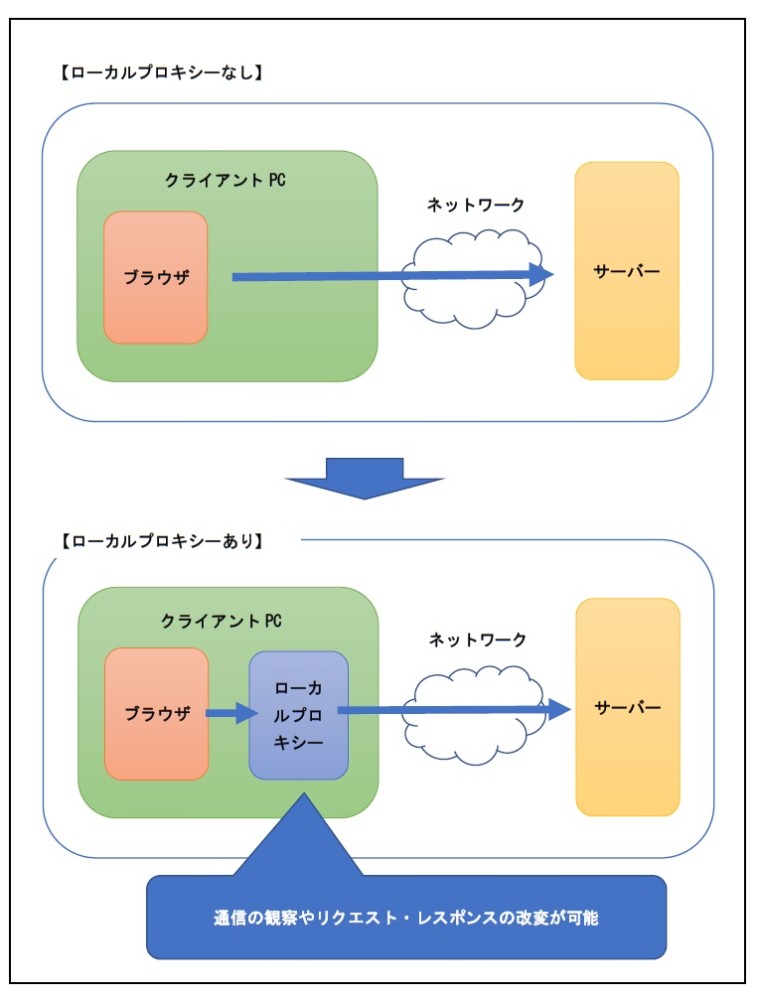 【ローカルプロキシーなし】
クライアントPC
ブラウザ
ネットワーク
サーバー
【ローカルプロキシーあり】
クライアントPC
ブラウザ
ローカ
ルプロ
キシー
ネットワーク
サーバー
通信の観察やリクエスト・レスポンスの改変が可能